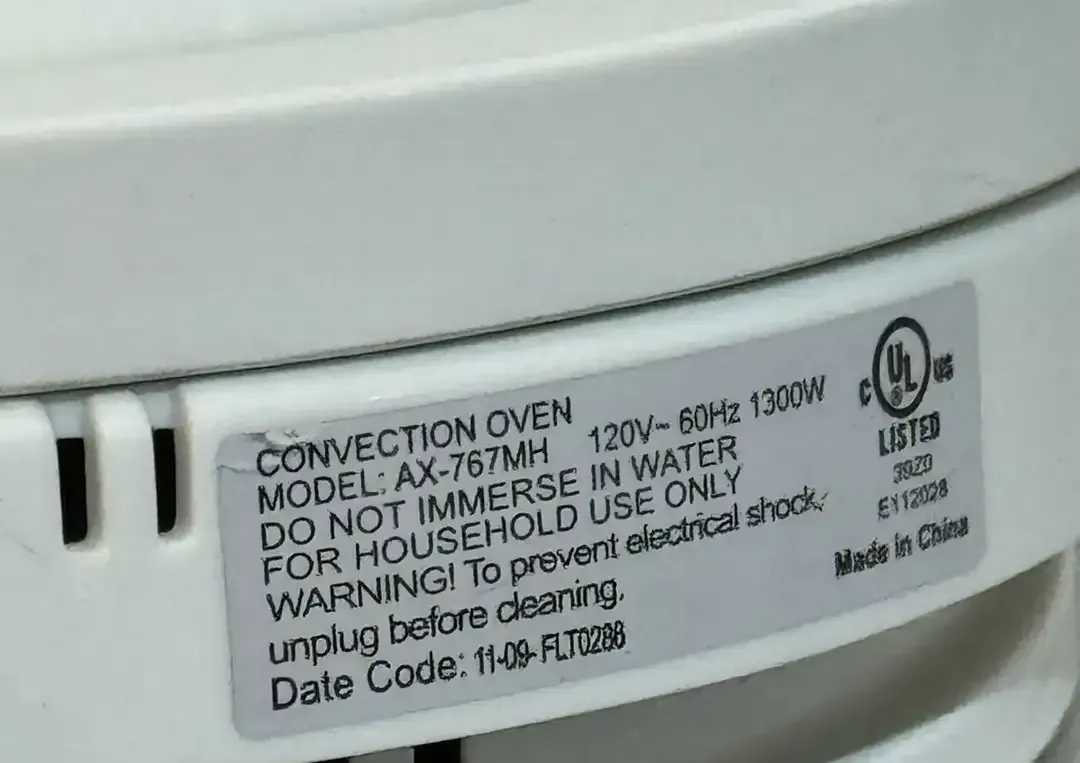 CONVECTION OVEN
MODEL: AX-767MH 120V~ 60Hz 1300W
DO NOT IMMERSE IN WATER
FOR HOUSEHOLD USE ONLY
WARNING! To prevent electrical shock,
unplug before cleaning.
Date Code: 11-09-FLT0288
C UL US
LISTED
3920
E112028
Made in China